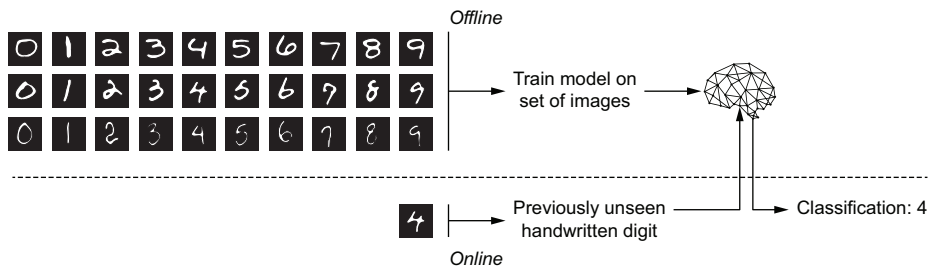 Offline
0 1 2 3 4 5 6 7 8 9
0 1 2 3 4 5 6 7 8 9
0 1 2 3 4 5 6 7 8 9
Train model on
set of images
4
Previously unseen
handwritten digit
Classification: 4
Online